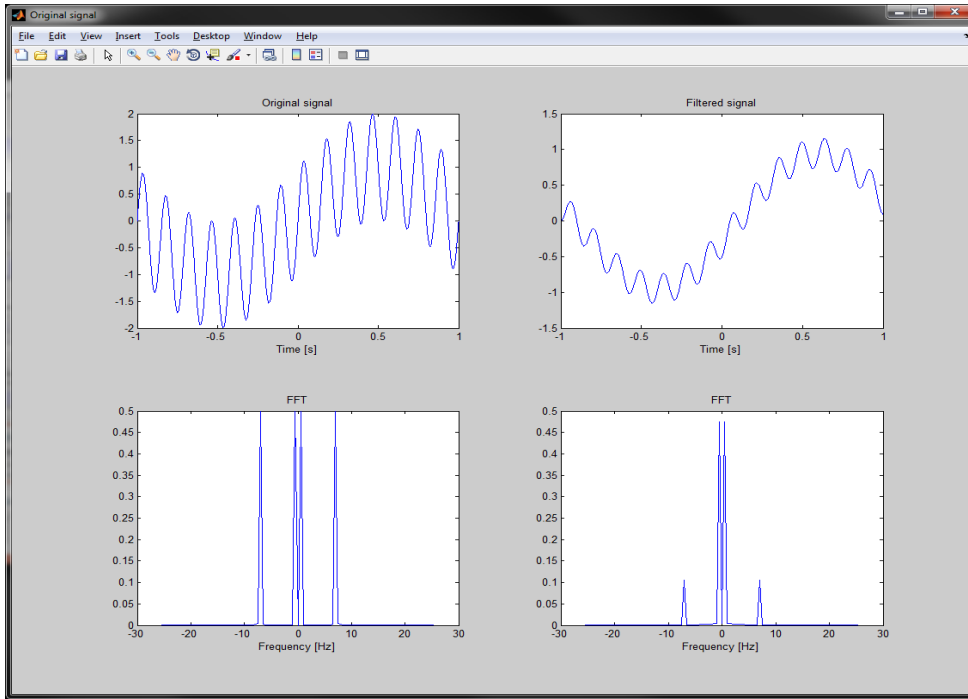 Original signal
File Edit View Insert Tools Desktop Window Help
Original signal
2
1.5
1
0.5
0
-0.5
-1
-1.5
-2
-1 -0.5 0 0.5 1
Time [s]
Filtered signal
1.5
1
0.5
0
-0.5
-1
-1.5
-1 -0.5 0 0.5 1
Time [s]
FFT
0.5
0.45
0.4
0.35
0.3
0.25
0.2
0.15
0.1
0.05
0
-30 -20 -10 0 10 20 30
Frequency [Hz]
FFT
0.5
0.45
0.4
0.35
0.3
0.25
0.2
0.15
0.1
0.05
0
-30 -20 -10 0 10 20 30
Frequency [Hz]